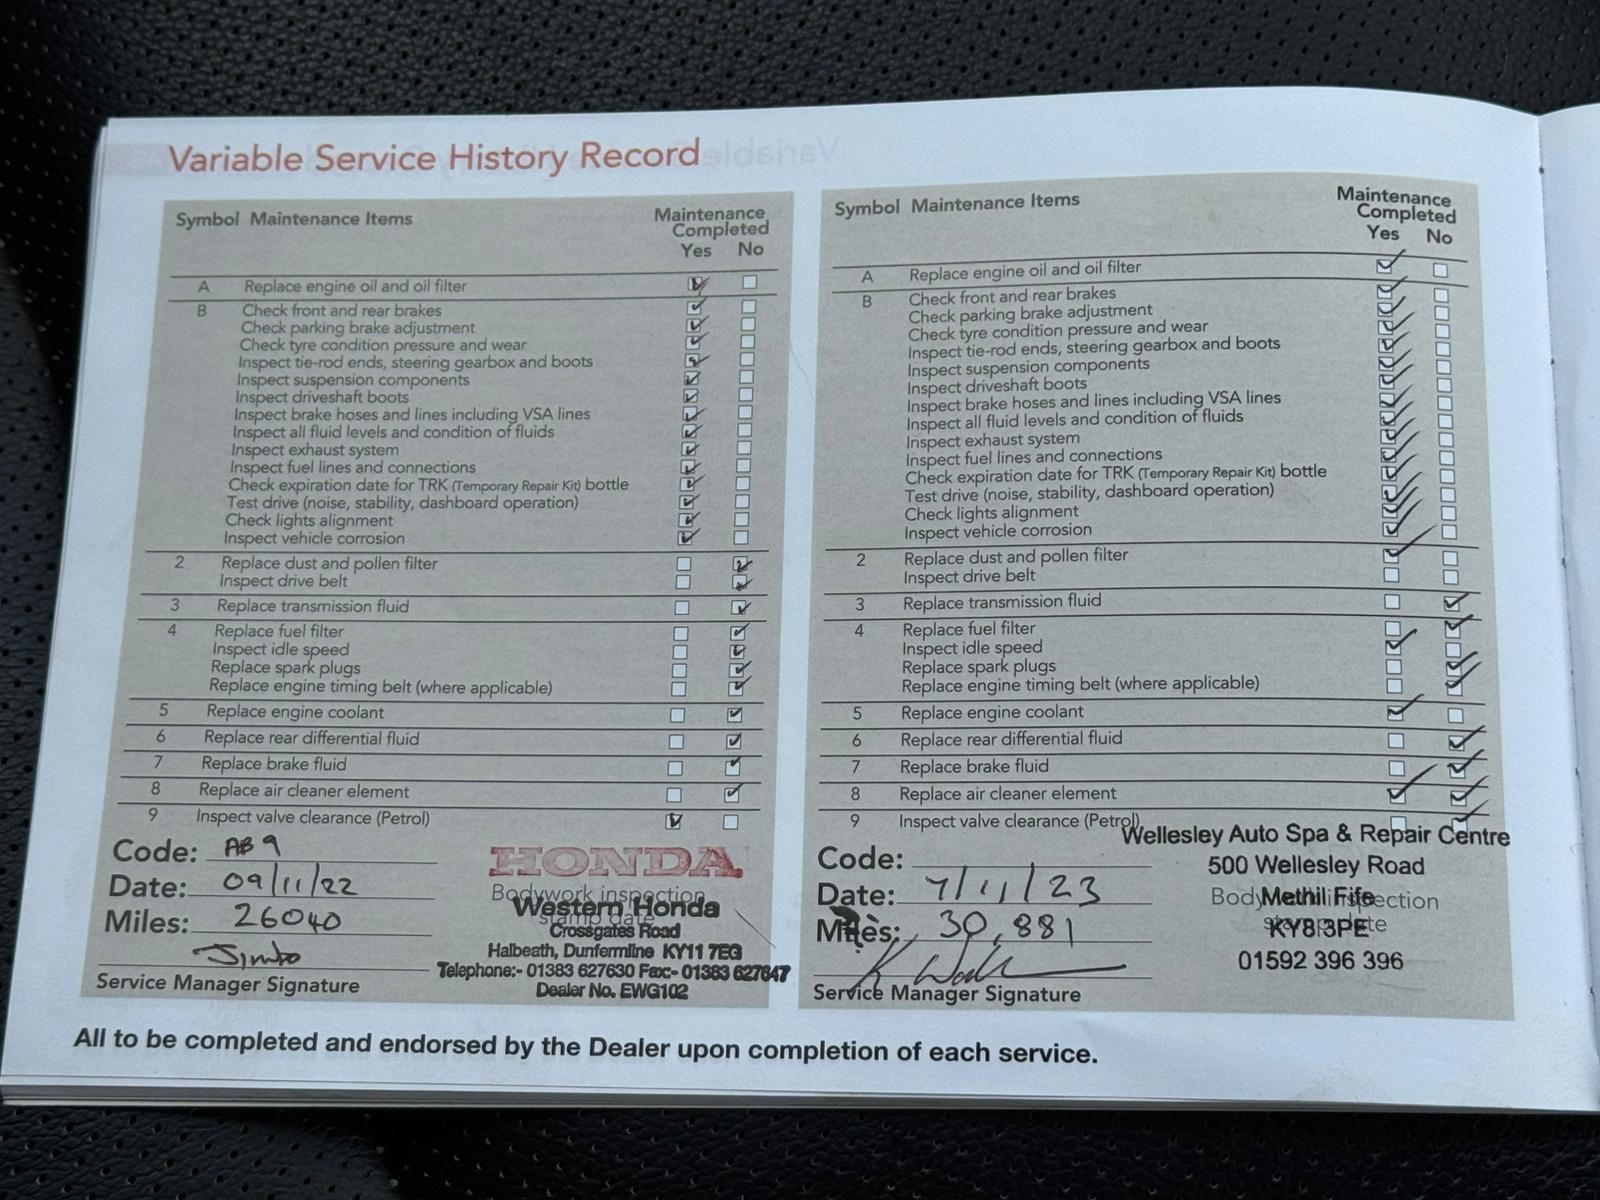 Variable Service History Record
Symbol Maintenance Items Maintenance Completed
Yes No
A Replace engine oil and oil filter
B Check front and rear brakes
Check parking brake adjustment
Check tyre condition pressure and wear
Inspect tie-rod ends, steering gearbox and boots
Inspect suspension components
Inspect driveshaft boots
Inspect brake hoses and lines including VSA lines
Inspect all fluid levels and condition of fluids
Inspect exhaust system
Inspect fuel lines and connections
Check expiration date for TRK (Temporary Repair Kit) bottle
Test drive (noise, stability, dashboard operation)
Check lights alignment
Inspect vehicle corrosion
2 Replace dust and pollen filter
Inspect drive belt
3 Replace transmission fluid
4 Replace fuel filter
Inspect idle speed
Replace spark plugs
Replace engine timing belt (where applicable)
5 Replace engine coolant
6 Replace rear differential fluid
7 Replace brake fluid
8 Replace air cleaner element
9 Inspect valve clearance (Petrol)
Code: AB9
Date: 09/11/22
Miles: 26040
Service Manager Signature
HONDA
Bodywork inspection
stamp date
Western Honda
Crossgates Road
Halbeath, Dunfermline KY11 7EG
Telephone:- 01383 627630 Fax:- 01383 627647
Dealer No. EWG102
Symbol Maintenance Items Maintenance Completed
Yes No
A Replace engine oil and oil filter
B Check front and rear brakes
Check parking brake adjustment
Check tyre condition pressure and wear
Inspect tie-rod ends, steering gearbox and boots
Inspect suspension components
Inspect driveshaft boots
Inspect brake hoses and lines including VSA lines
Inspect all fluid levels and condition of fluids
Inspect exhaust system
Inspect fuel lines and connections
Check expiration date for TRK (Temporary Repair Kit) bottle
Test drive (noise, stability, dashboard operation)
Check lights alignment
Inspect vehicle corrosion
2 Replace dust and pollen filter
Inspect drive belt
3 Replace transmission fluid
4 Replace fuel filter
Inspect idle speed
Replace spark plugs
Replace engine timing belt (where applicable)
5 Replace engine coolant
6 Replace rear differential fluid
7 Replace brake fluid
8 Replace air cleaner element
9 Inspect valve clearance (Petrol)
Code:
Date: 7/11/23
Miles: 30,881
Service Manager Signature
Wellesley Auto Spa & Repair Centre
500 Wellesley Road
Methil Fife
KY8 3PE
01592 396 396
All to be completed and endorsed by the Dealer upon completion of each service.